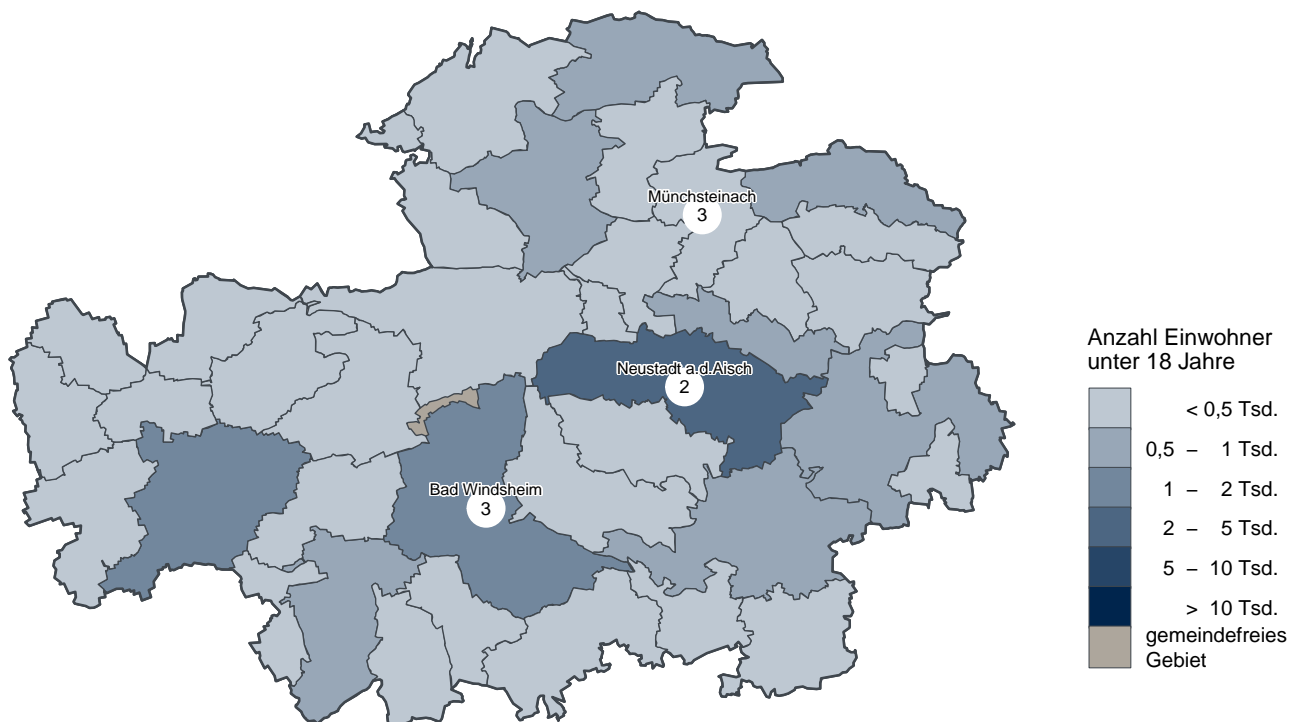 Münchsteinach
3
Neustadt a.d.Aisch
2
Bad Windsheim
3
Anzahl Einwohner
unter 18 Jahre
< 0,5 Tsd.
0,5 – 1 Tsd.
1 – 2 Tsd.
2 – 5 Tsd.
5 – 10 Tsd.
> 10 Tsd.
gemeindefreies
Gebiet